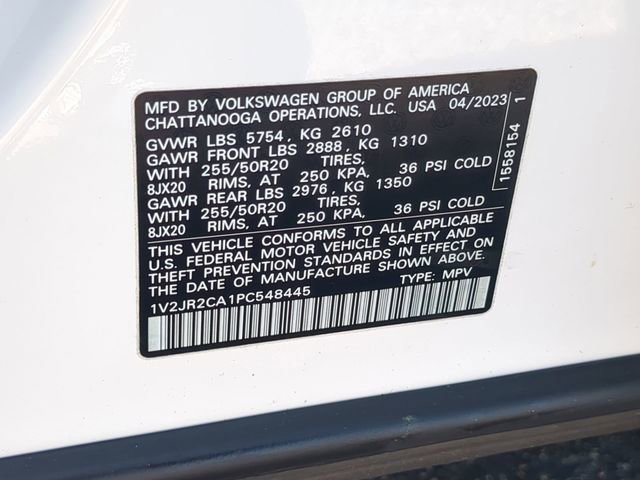 MFD BY VOLKSWAGEN GROUP OF AMERICA
CHATTANOOGA OPERATIONS, LLC. USA 04/2023
GVWR LBS 5754, KG 2610
GAWR FRONT LBS 2888, KG 1310
WITH 255/50R20 TIRES,
8JX20 RIMS, AT 250 KPA, 36 PSI COLD
GAWR REAR LBS 2976, KG 1350
WITH 255/50R20 TIRES,
8JX20 RIMS, AT 250 KPA, 36 PSI COLD
THIS VEHICLE CONFORMS TO ALL APPLICABLE
U.S. FEDERAL MOTOR VEHICLE SAFETY AND
THEFT PREVENTION STANDARDS IN EFFECT ON
THE DATE OF MANUFACTURE SHOWN ABOVE.
1V2JR2CA1PC548445 TYPE: MPV
1558154 1